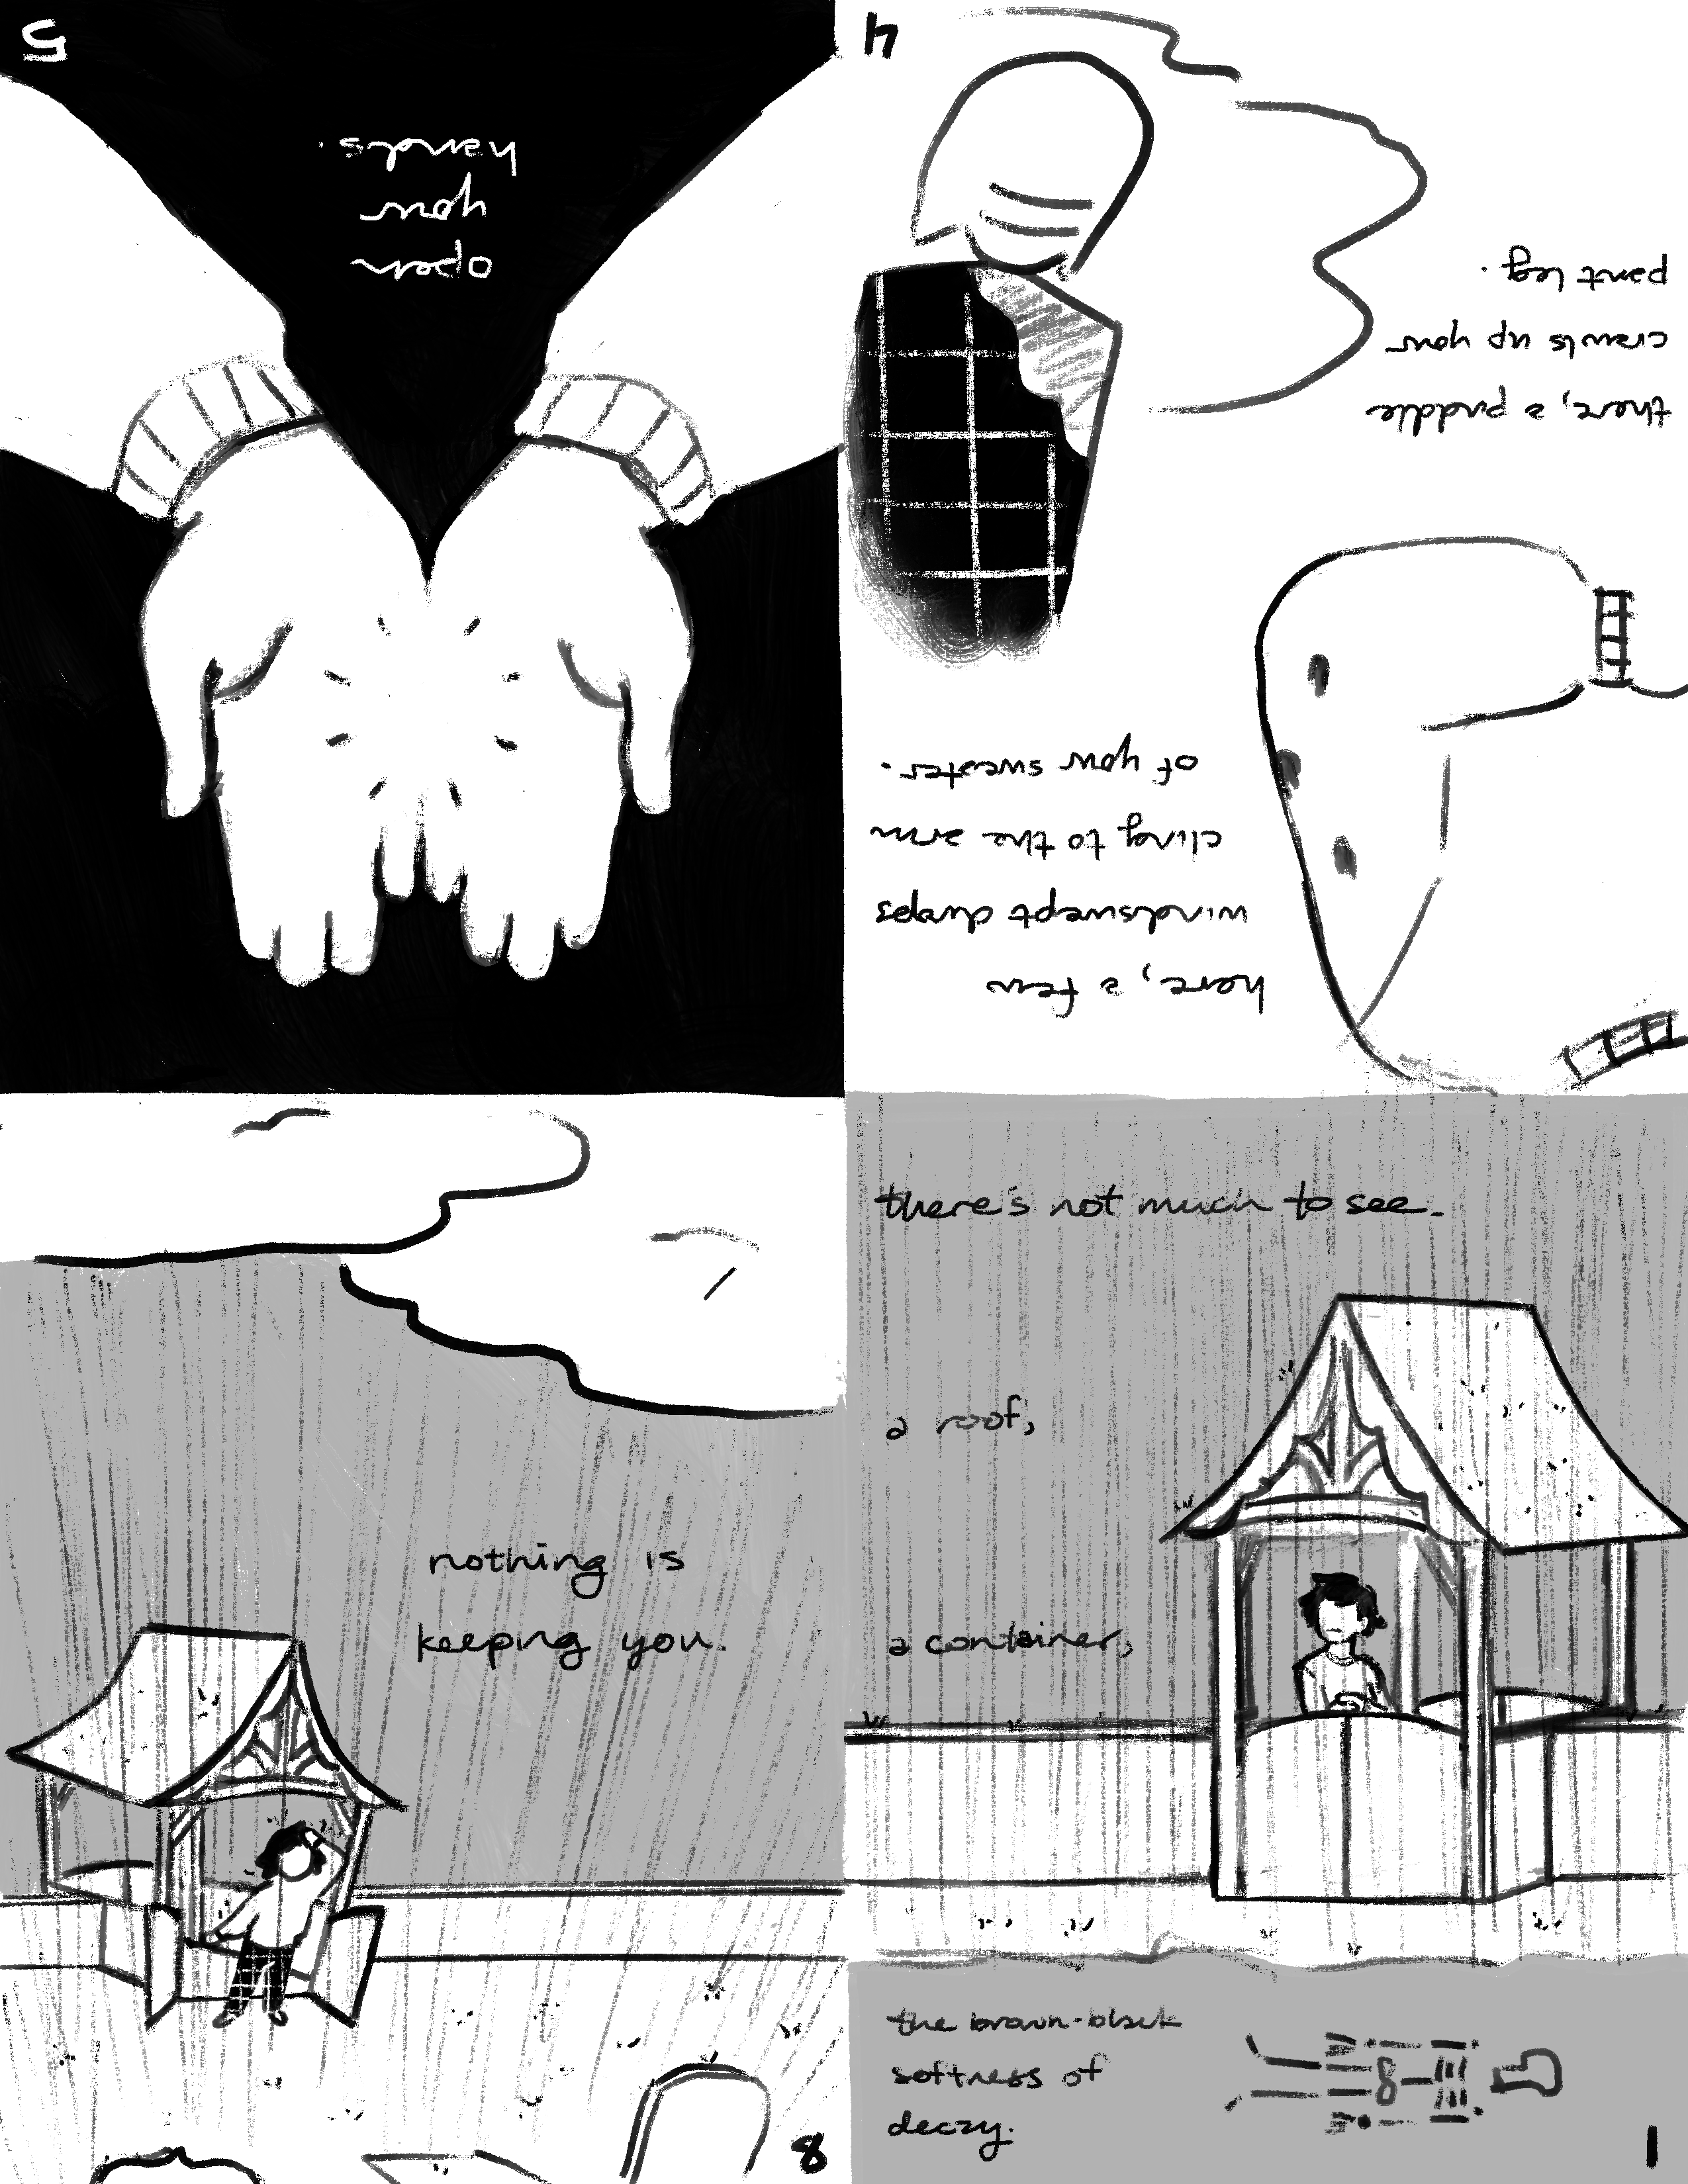 open
your
hands.
5
here, a few
windswept drops
cling to the arm
of your sweater.
there, a puddle
crawls up your
pant leg.
4
nothing is
keeping you.
8
there's not much to see.
a roof,
a container,
the brown-black
softness of
decay.
1